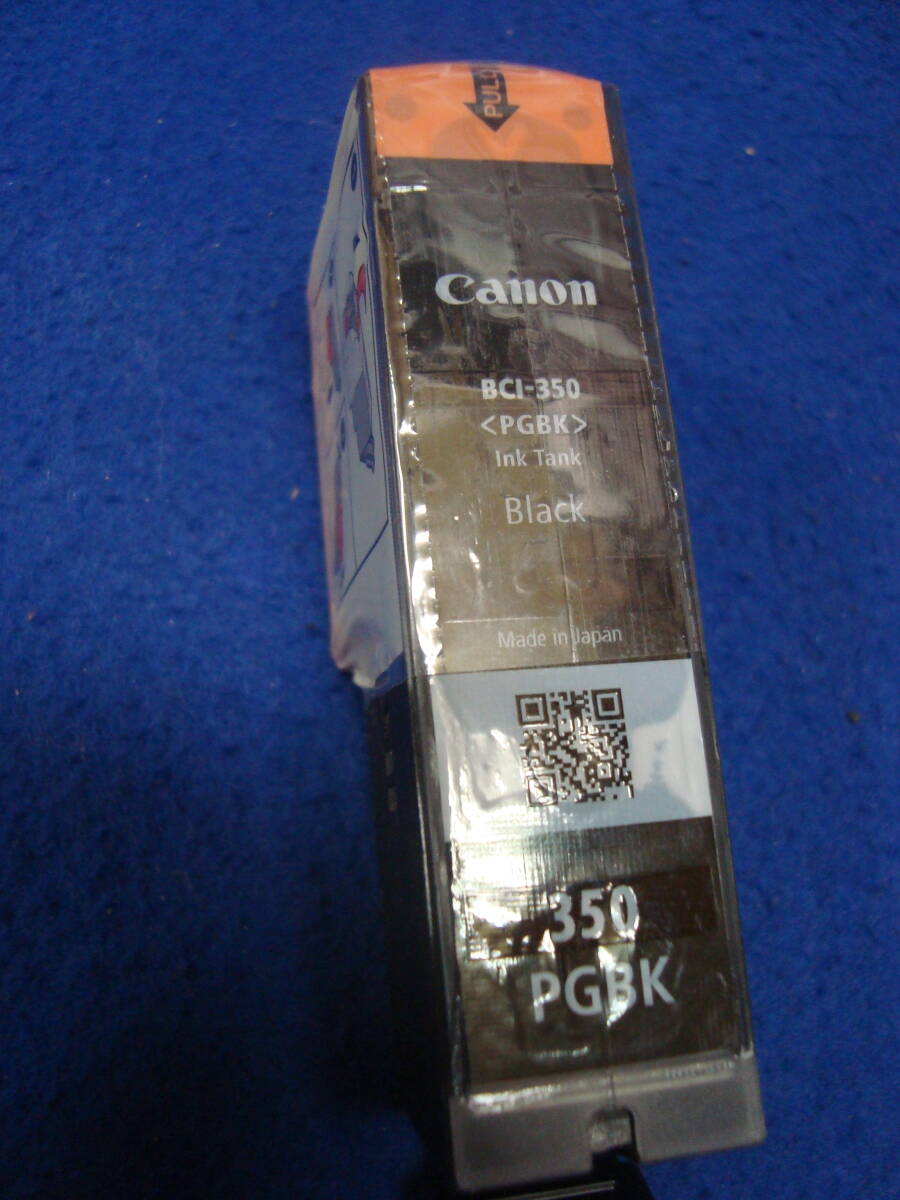 PULL
Canon
BCI-350
<PGBK>
Ink Tank
Black
Made in Japan
350
PGBK